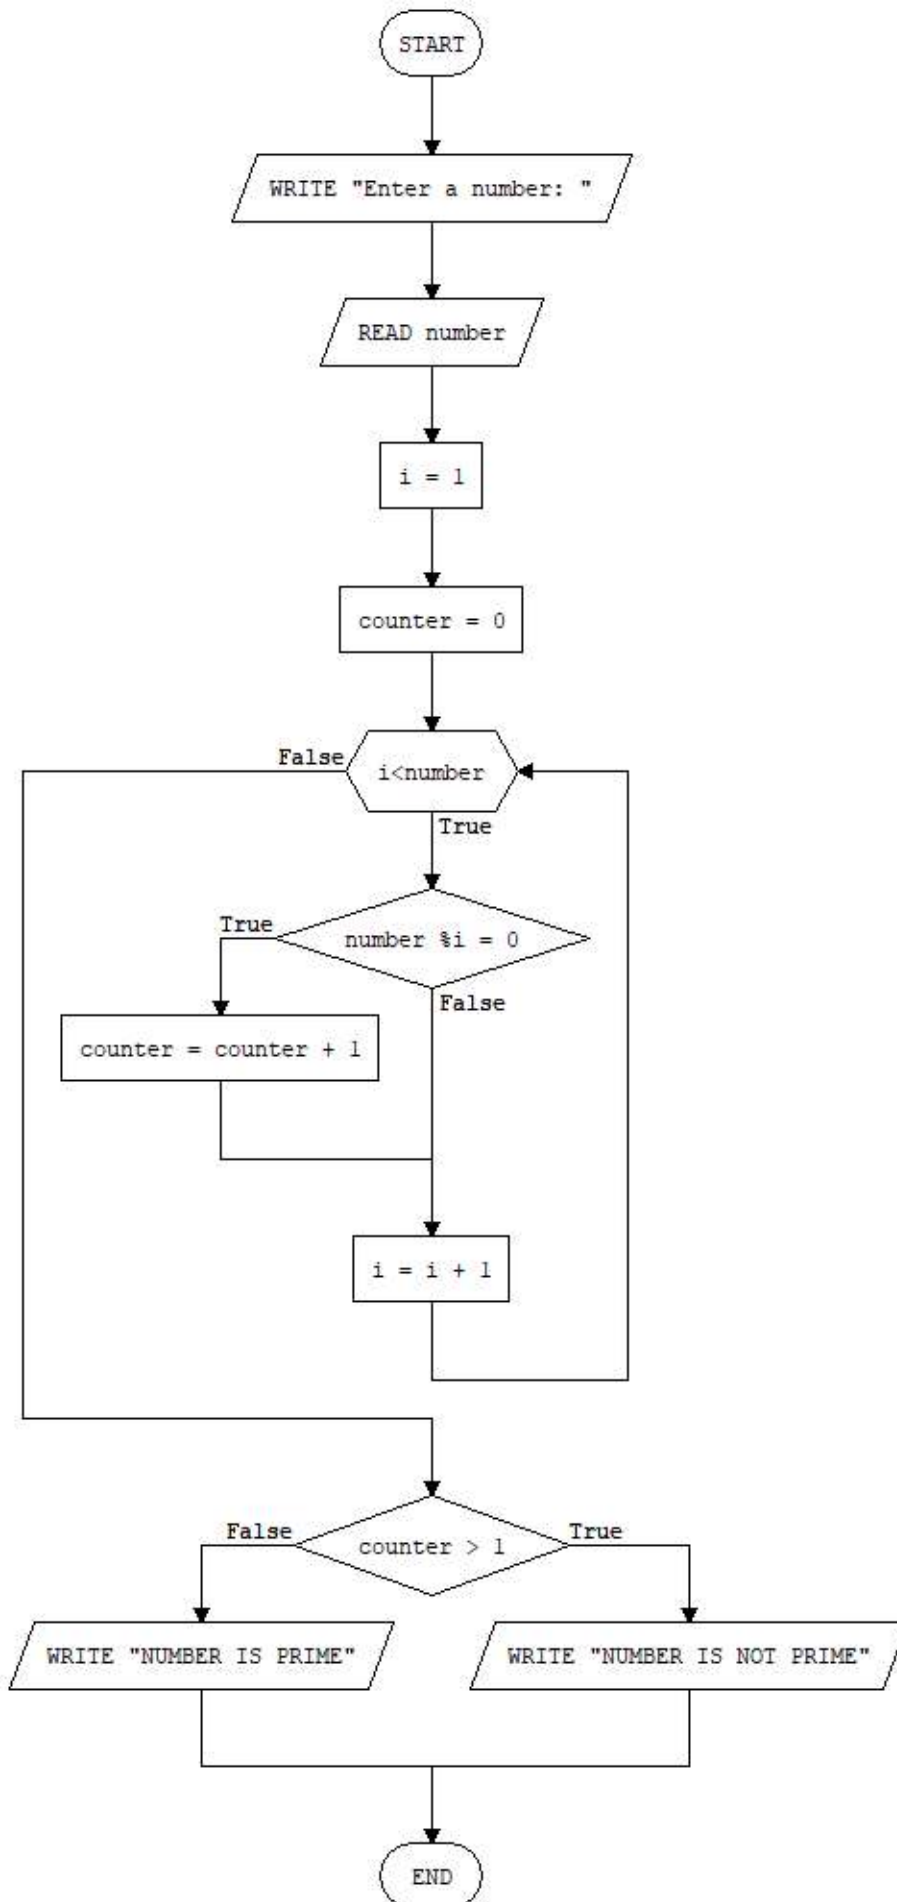 START
WRITE "Enter a number: "
READ number
i = 1
counter = 0
False
i<number
True
True
number %i = 0
False
counter = counter + 1
i = i + 1
False
counter > 1
True
WRITE "NUMBER IS PRIME"
WRITE "NUMBER IS NOT PRIME"
END